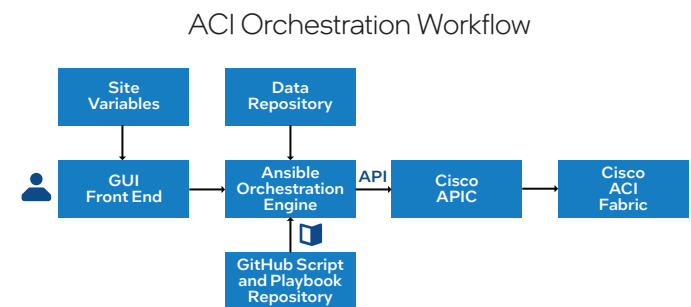 ACI Orchestration Workflow
Site
Variables
Data
Repository
GUI
Front End
Ansible
Orchestration
Engine
API
Cisco
APIC
Cisco
ACI
Fabric
GitHub Script
and Playbook
Repository